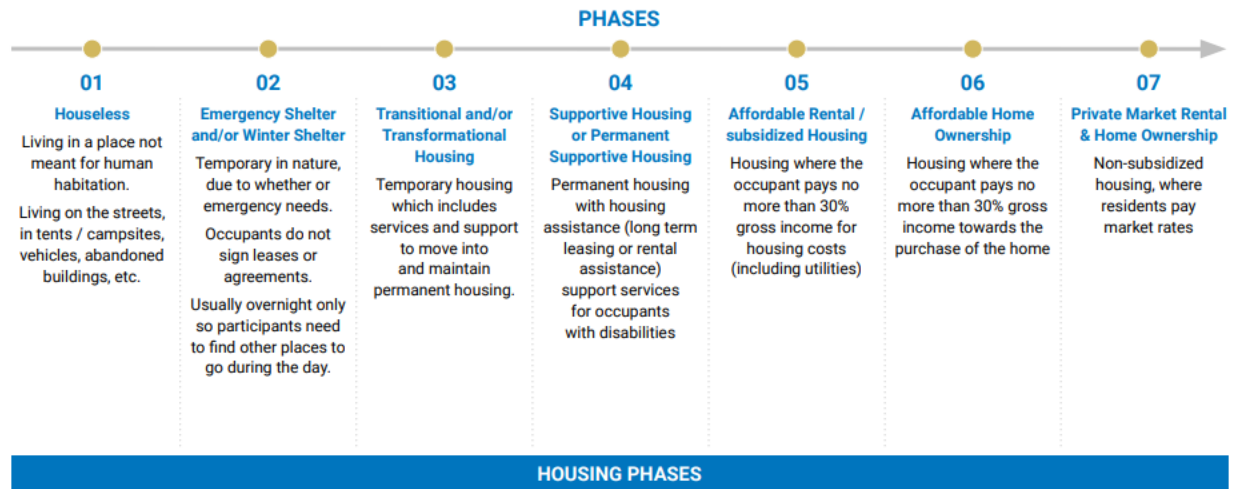 PHASES
01
Houseless
Living in a place not
meant for human
habitation.
Living on the streets,
in tents / campsites,
vehicles, abandoned
buildings, etc.
02
Emergency Shelter
and/or Winter Shelter
Temporary in nature,
due to whether or
emergency needs.
Occupants do not
sign leases or
agreements.
Usually overnight only
so participants need
to find other places to
go during the day.
03
Transitional and/or
Transformational
Housing
Temporary housing
which includes
services and support
to move into
and maintain
permanent housing.
04
Supportive Housing
or Permanent
Supportive Housing
Permanent housing
with housing
assistance (long term
leasing or rental
assistance)
support services
for occupants
with disabilities
05
Affordable Rental /
subsidized Housing
Housing where the
occupant pays no
more than 30%
gross income for
housing costs
(including utilities)
06
Affordable Home
Ownership
Housing where the
occupant pays no
more than 30% gross
income towards the
purchase of the home
07
Private Market Rental
& Home Ownership
Non-subsidized
housing, where
residents pay
market rates
HOUSING PHASES